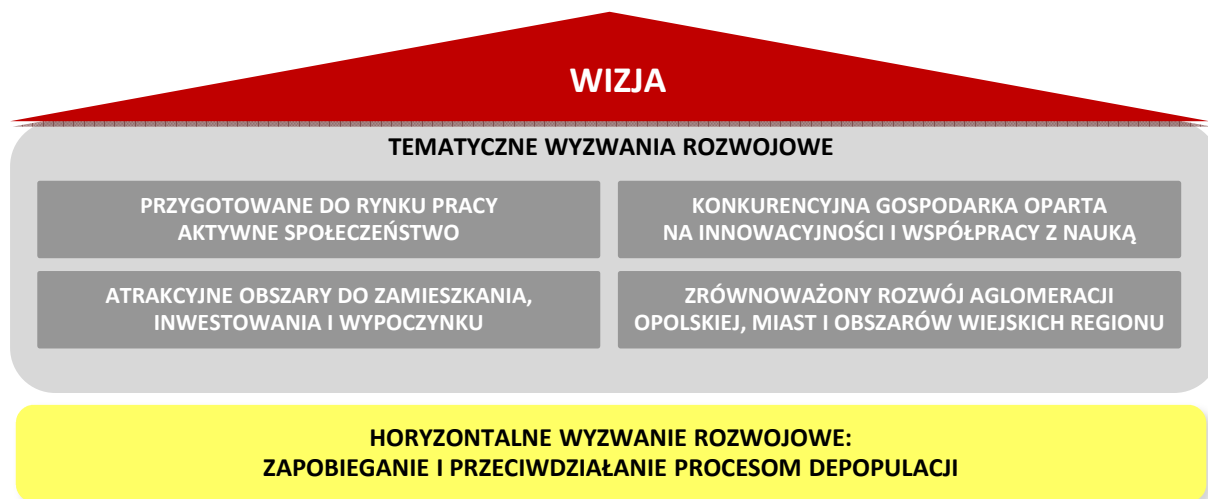 WIZJA
TEMATYCZNE WYZWANIA ROZWOJOWE
PRZYGOTOWANE DO RYNKU PRACY
AKTYWNE SPOŁECZEŃSTWO
KONKURENCYJNA GOSPODARKA OPARTA
NA INNOWACYJNOŚCI I WSPÓŁPRACY Z NAUKĄ
ATRAKCYJNE OBSZARY DO ZAMIESZKANIA,
INWESTOWANIA I WYPOCZYNKU
ZRÓWNOWAŻONY ROZWÓJ AGLOMERACJI
OPOLSKIEJ, MIAST I OBSZARÓW WIEJSKICH REGIONU
HORYZONTALNE WYZWANIE ROZWOJOWE:
ZAPOBIEGANIE I PRZECIWDZIAŁANIE PROCESOM DEPOPULACJI